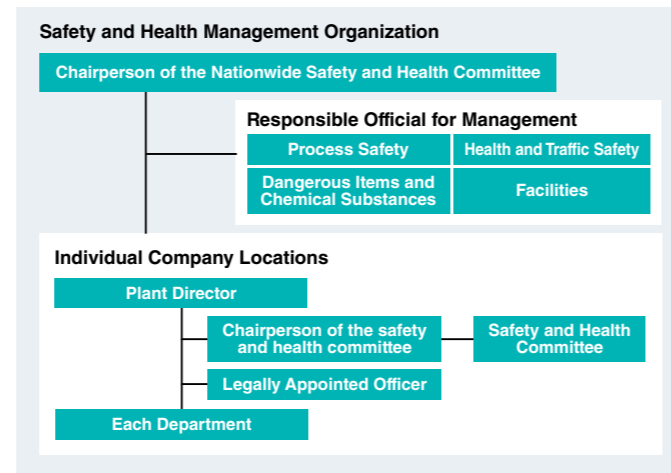 Safety and Health Management Organization
Chairperson of the Nationwide Safety and Health Committee
Responsible Official for Management
Process Safety
Health and Traffic Safety
Dangerous Items and
Chemical Substances
Facilities
Individual Company Locations
Plant Director
Chairperson of the safety
and health committee
Safety and Health
Committee
Legally Appointed Officer
Each Department